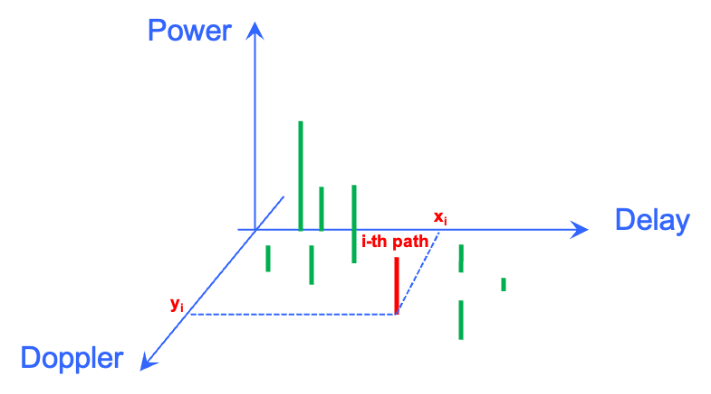 Power
xᵢ
Delay
i-th path
yᵢ
Doppler